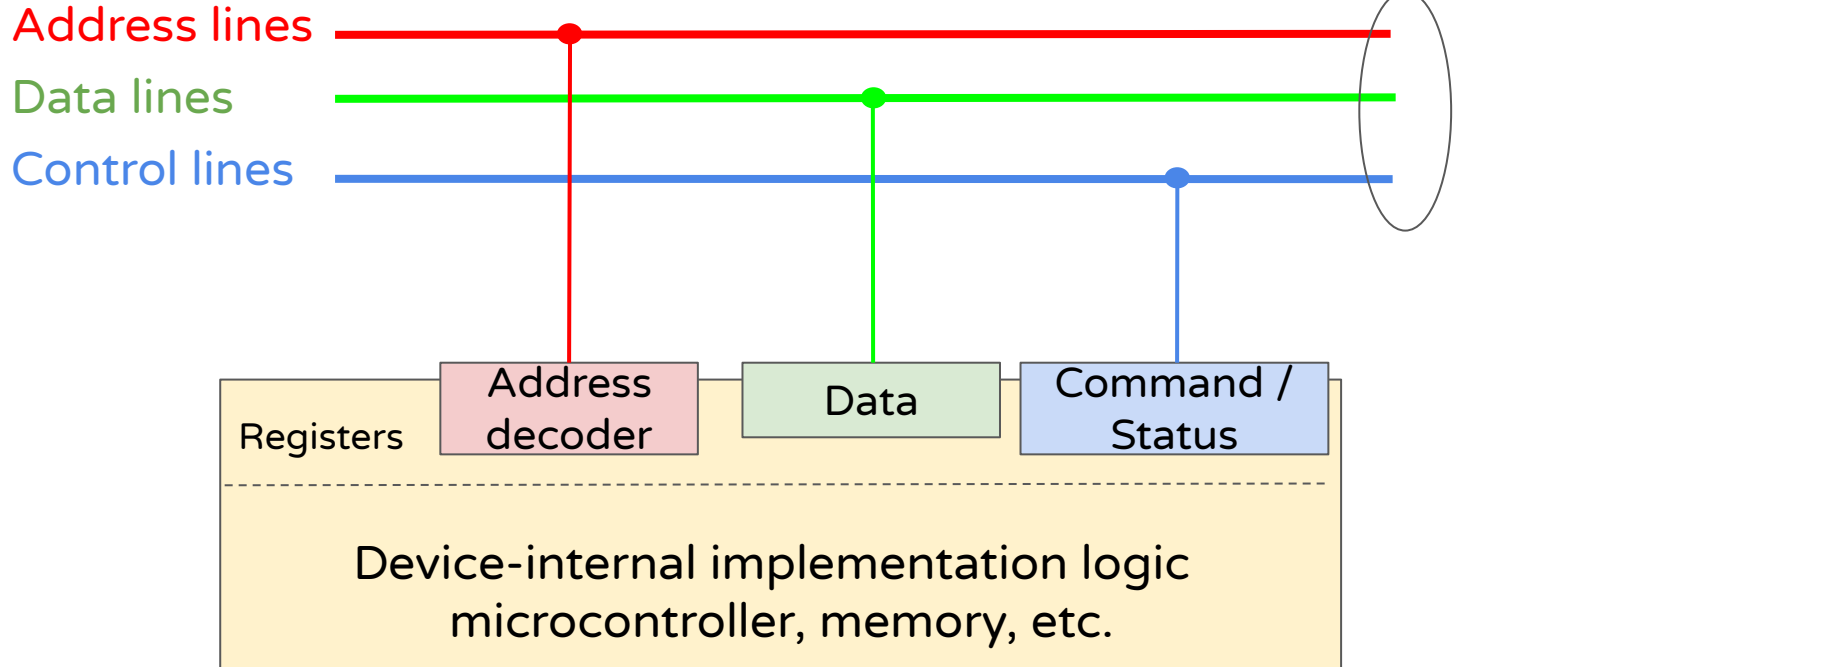 Address lines
Data lines
Control lines
Address
decoder
Data
Command /
Status
Registers
Device-internal implementation logic
microcontroller, memory, etc.